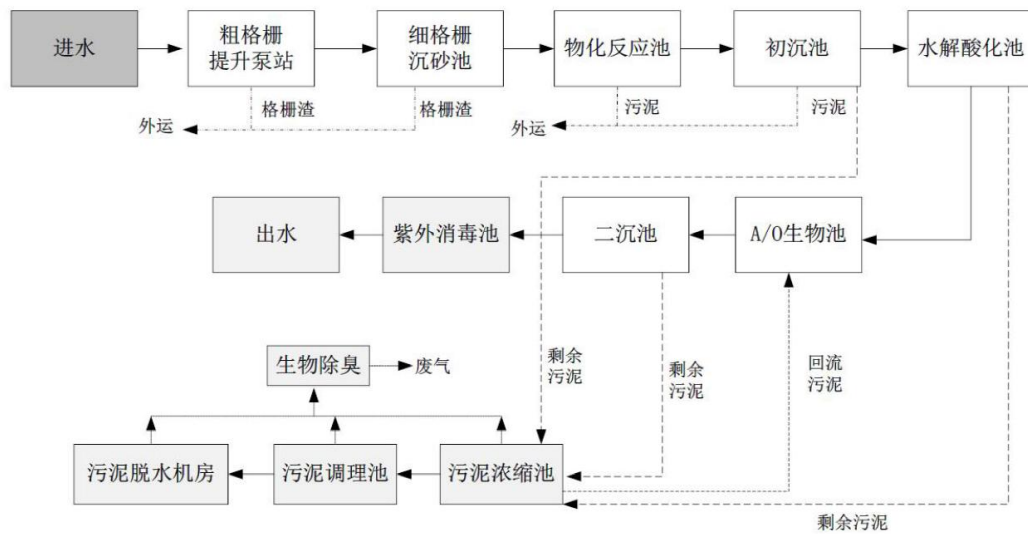 进水
粗格栅
提升泵站
细格栅
沉砂池
物化反应池
初沉池
水解酸化池
格栅渣
格栅渣
污泥
污泥
外运
外运
出水
紫外消毒池
二沉池
A/O生物池
生物除臭
废气
剩余
污泥
剩余
污泥
回流
污泥
污泥脱水机房
污泥调理池
污泥浓缩池
剩余污泥